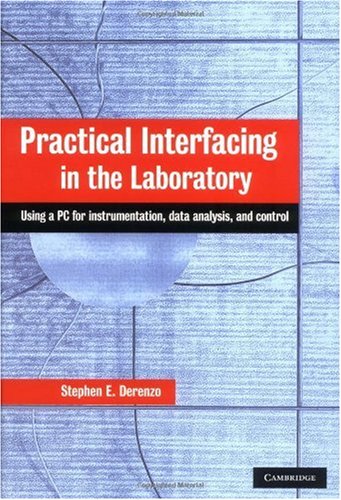 Practical Interfacing
in the Laboratory
Using a PC for instrumentation, data analysis, and control
Stephen E. Derenzo
CAMBRIDGE